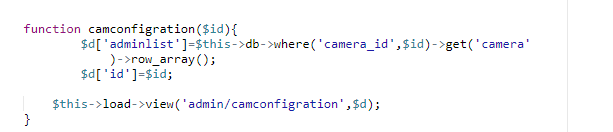 function camconfigration($id){
$d['adminlist']=$this->db->where('camera_id',$id)->get('camera'
)->row_array();
$d['id']=$id;
$this->load->view('admin/camconfigration',$d);
}